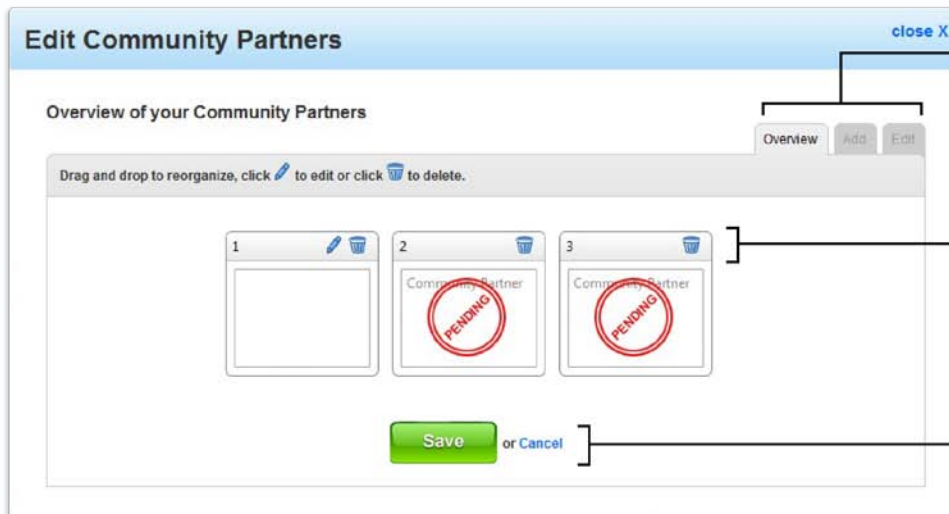 Edit Community Partners
close X
Overview of your Community Partners
Overview Add Edit
Drag and drop to reorganize, click to edit or click to delete.
1 2 3
Community Partner Community Partner
PENDING PENDING
Save or Cancel